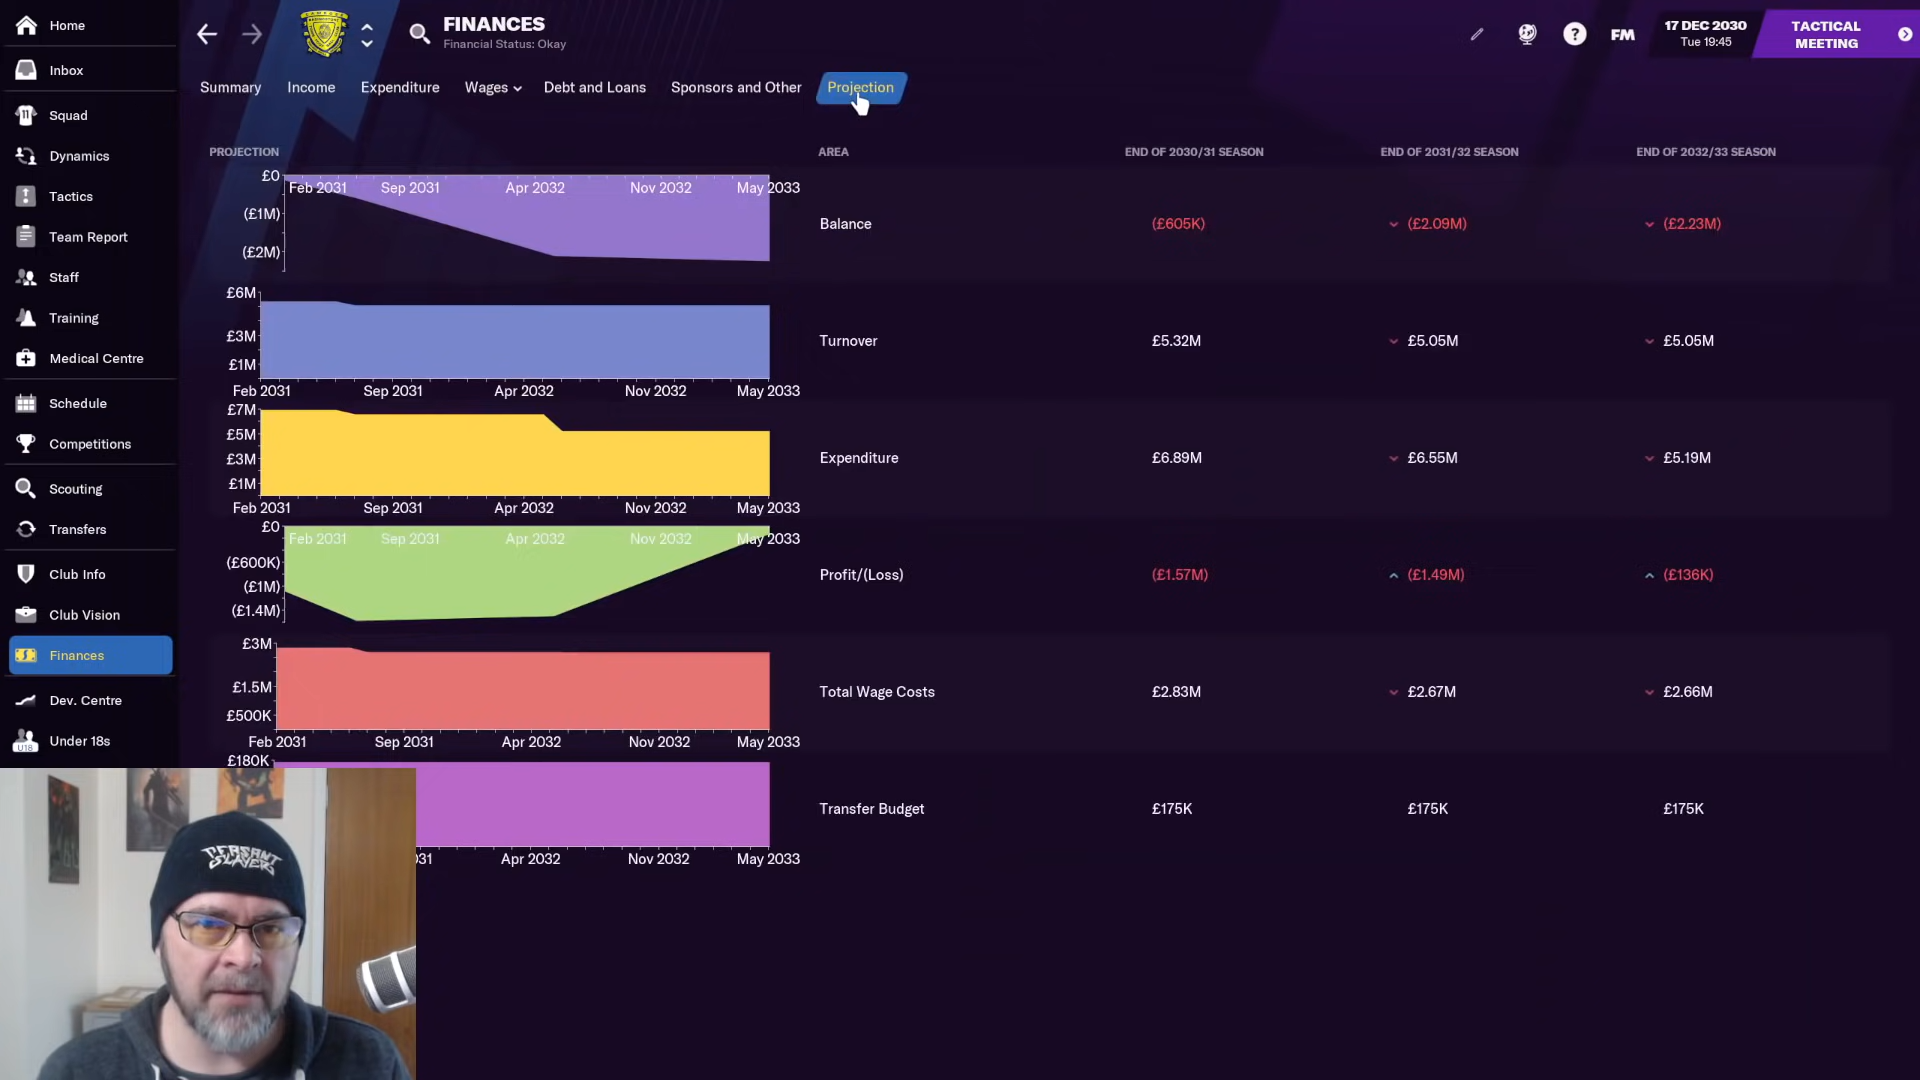 Home
Inbox
Squad
Dynamics
Tactics
Team Report
Staff
Training
Medical Centre
Schedule
Competitions
Scouting
Transfers
Club Info
Club Vision
Finances
Dev. Centre
Under 18s
U18
FINANCES
Financial Status: Okay
FM
17 DEC 2030
Tue 19:45
TACTICAL
MEETING
Summary Income Expenditure Wages Debt and Loans Sponsors and Other Projection
PROJECTION AREA END OF 2030/31 SEASON END OF 2031/32 SEASON END OF 2032/33 SEASON
£0
Feb 2031 Sep 2031 Apr 2032 Nov 2032 May 2033
(£1M)
(£2M)
Balance (£605K) (£2.09M) (£2.23M)
£6M
£3M
£1M
Feb 2031 Sep 2031 Apr 2032 Nov 2032 May 2033
Turnover £5.32M £5.05M £5.05M
£7M
£5M
£3M
£1M
Feb 2031 Sep 2031 Apr 2032 Nov 2032 May 2033
Expenditure £6.89M £6.55M £5.19M
£0
Feb 2031 Sep 2031 Apr 2032 Nov 2032 May 2033
(£600K)
(£1M)
(£1.4M)
Profit/(Loss) (£1.57M) (£1.49M) (£136K)
£3M
£1.5M
£500K
Feb 2031 Sep 2031 Apr 2032 Nov 2032 May 2033
Total Wage Costs £2.83M £2.67M £2.66M
£180K
031 Apr 2032 Nov 2032 May 2033
Transfer Budget £175K £175K £175K
PEASANT
SLAYER